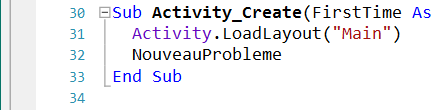 30 Sub Activity_Create(FirstTime As
31 Activity.LoadLayout("Main")
32 NouveauProbleme
33 End Sub
34